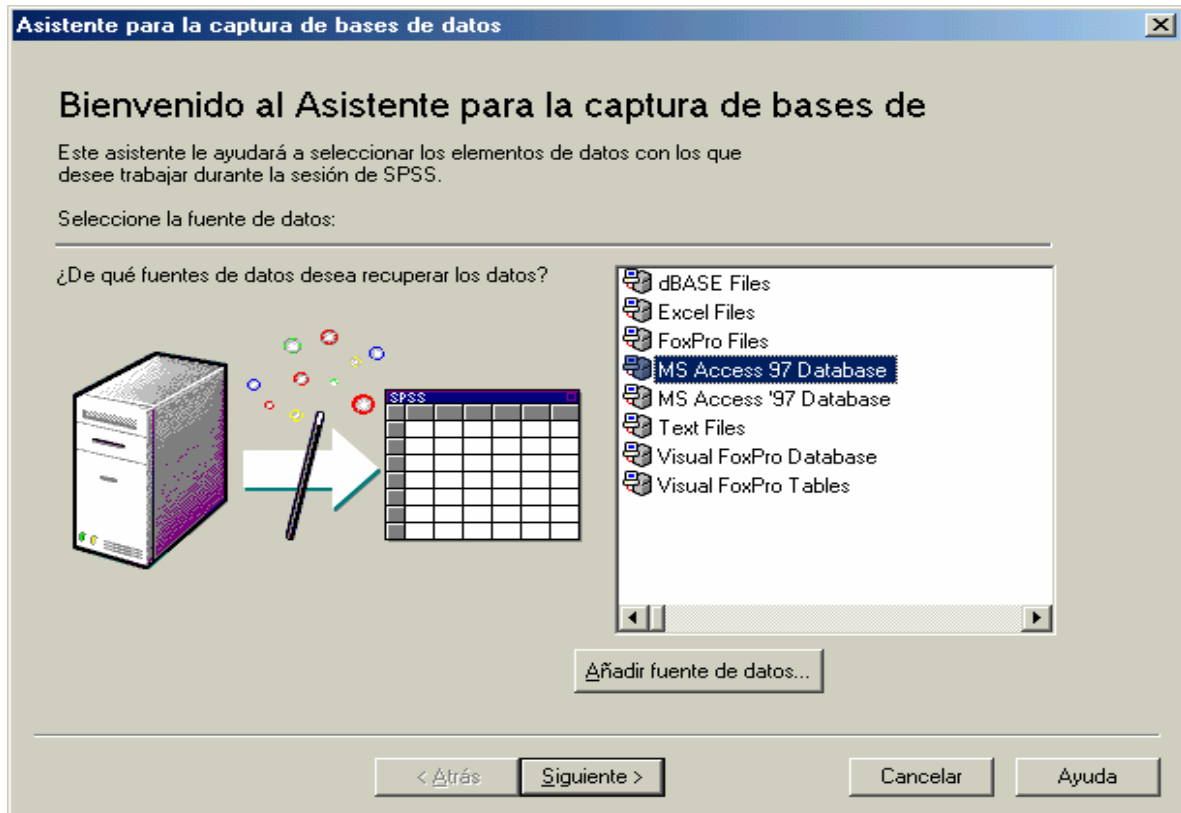 Asistente para la captura de bases de datos
Bienvenido al Asistente para la captura de bases de
Este asistente le ayudará a seleccionar los elementos de datos con los que
desee trabajar durante la sesión de SPSS.
Seleccione la fuente de datos:
¿De qué fuentes de datos desea recuperar los datos?
SPSS
dBASE Files
Excel Files
FoxPro Files
MS Access 97 Database
MS Access '97 Database
Text Files
Visual FoxPro Database
Visual FoxPro Tables
Añadir fuente de datos...
< Atrás
Siguiente >
Cancelar
Ayuda